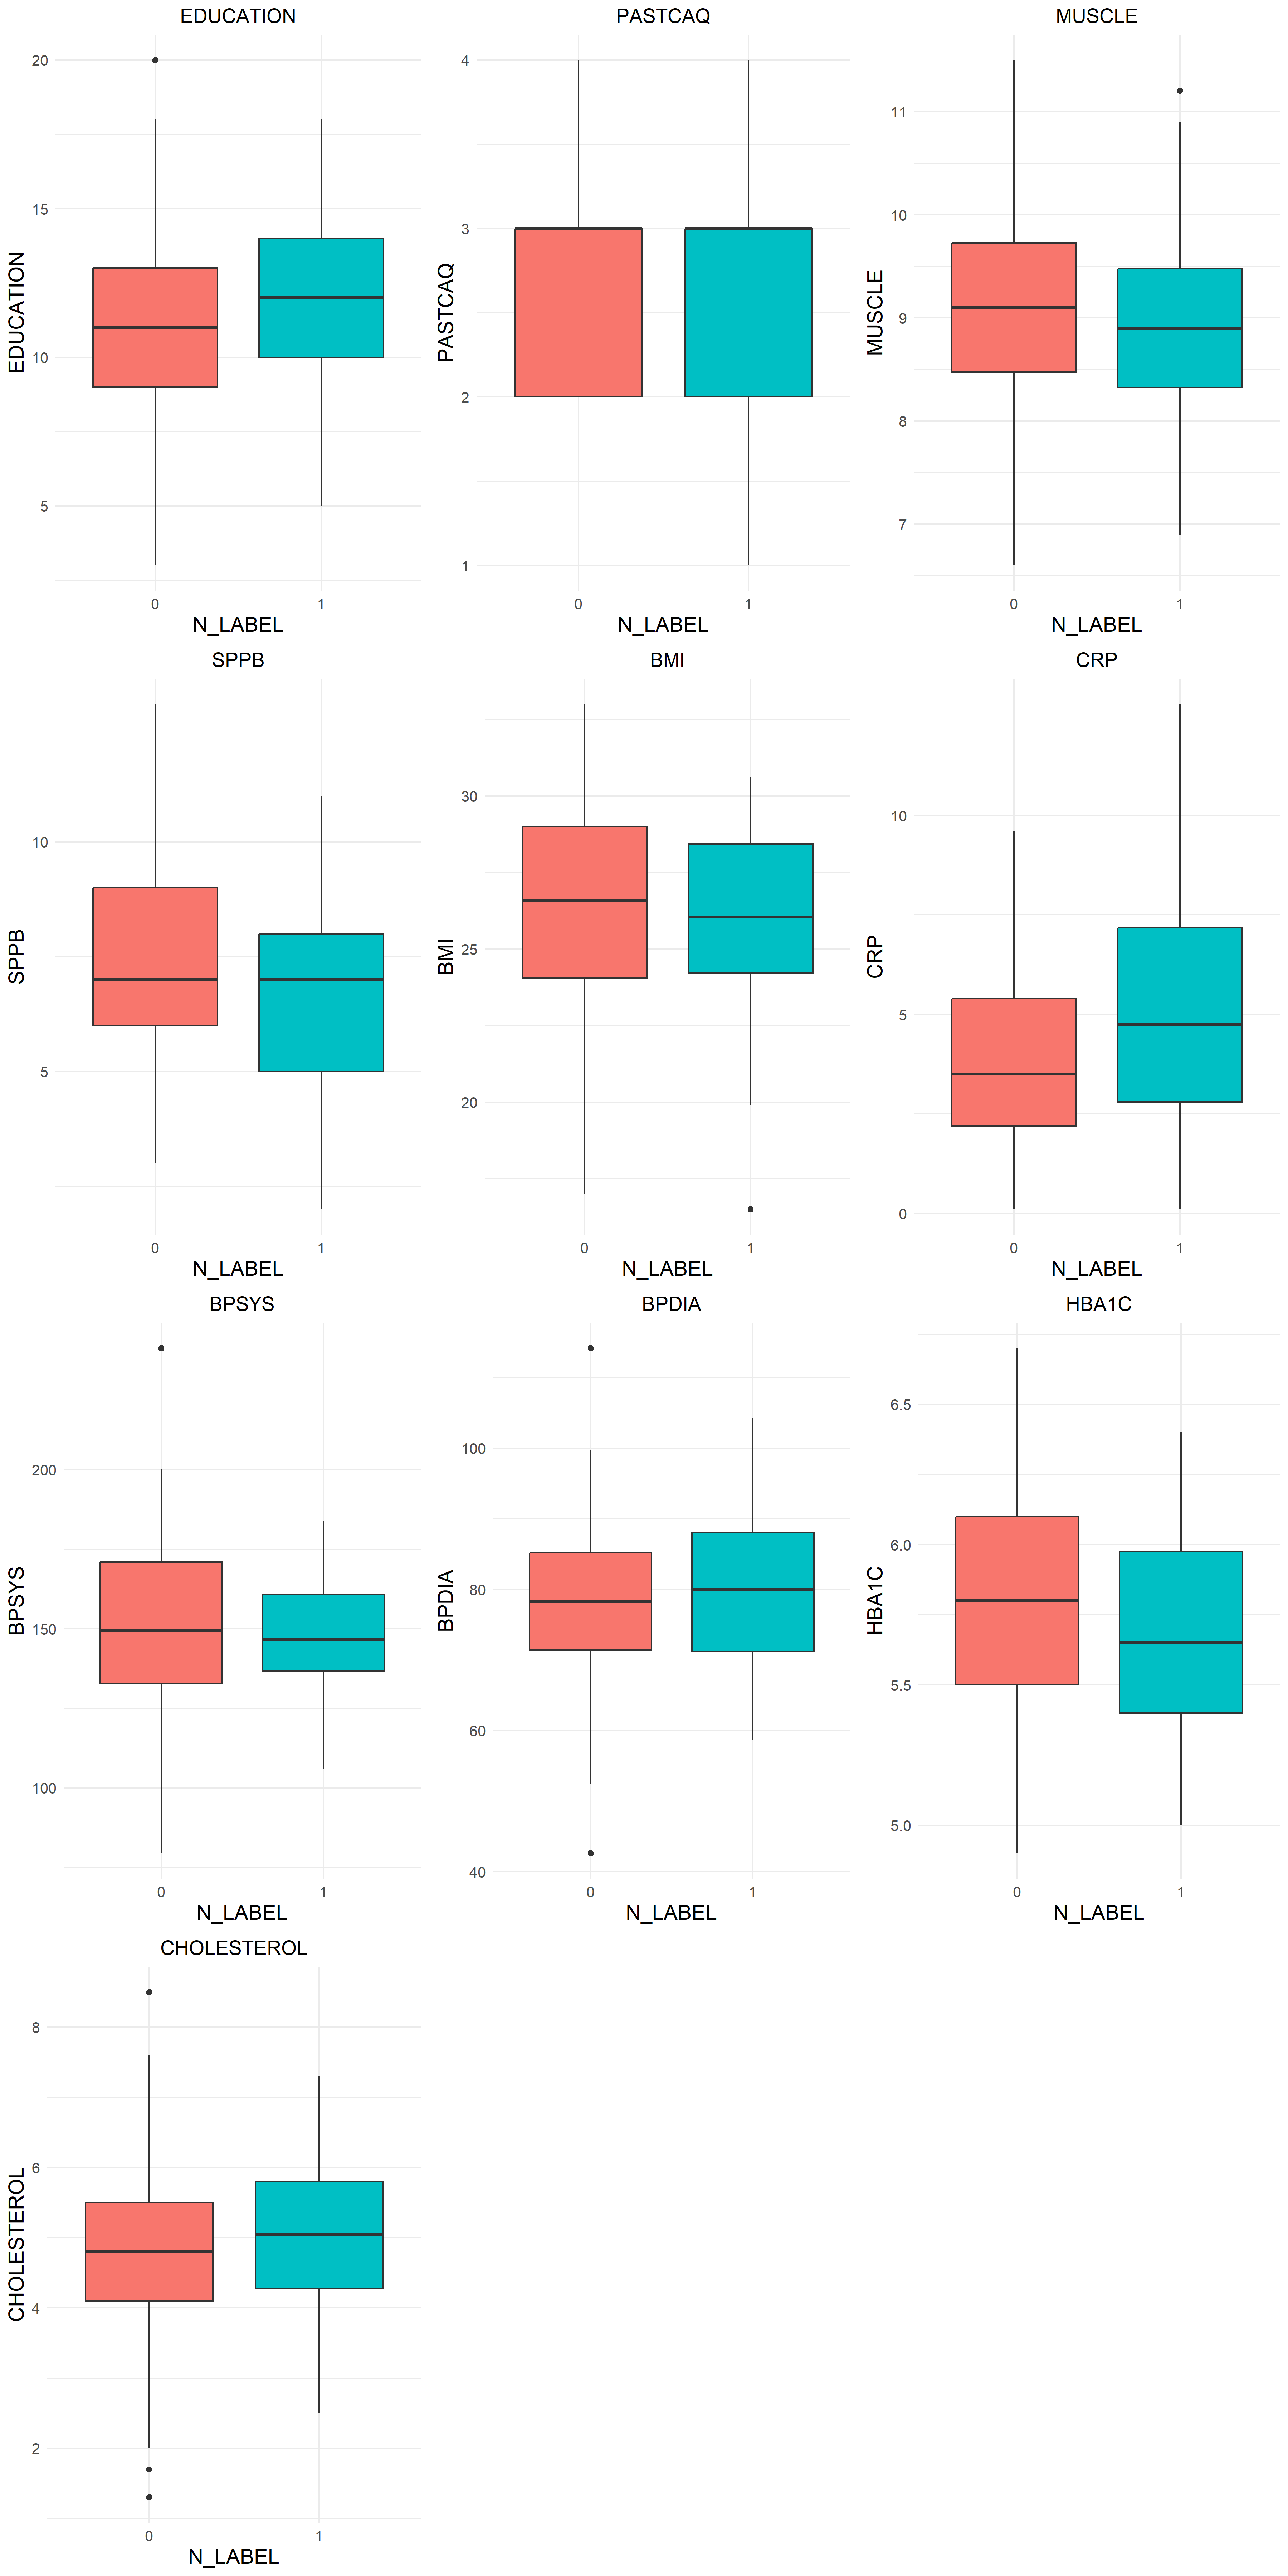 EDUCATION
20
15
10
5
EDUCATION
0 1
N_LABEL
PASTCAQ
4
3
2
1
PASTCAQ
0 1
N_LABEL
MUSCLE
11
10
9
8
7
MUSCLE
0 1
N_LABEL
SPPB
10
5
SPPB
0 1
N_LABEL
BMI
30
25
20
BMI
0 1
N_LABEL
CRP
10
5
0
CRP
0 1
N_LABEL
BPSYS
200
150
100
BPSYS
0 1
N_LABEL
BPDIA
100
80
60
40
BPDIA
0 1
N_LABEL
HBA1C
6.5
6.0
5.5
5.0
HBA1C
0 1
N_LABEL
CHOLESTEROL
8
6
4
2
CHOLESTEROL
0 1
N_LABEL